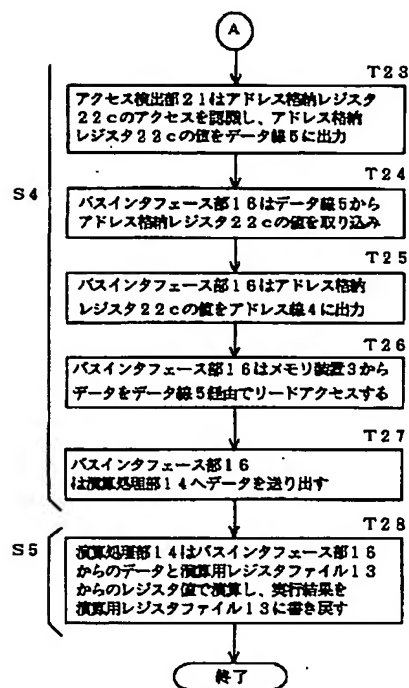 A
T23
アクセス検出部21はアドレス格納レジスタ
22cのアクセスを認識し、アドレス格納
レジスタ22cの値をデータ線5に出力
T24
S4
バスインタフェース部16はデータ線5から
アドレス格納レジスタ22cの値を取り込み
T25
バスインタフェース部16はアドレス格納
レジスタ22cの値をアドレス線4に出力
T26
バスインタフェース部16はメモリ装置3から
データをデータ線5経由でリードアクセスする
T27
バスインタフェース部16
は演算処理部14へデータを送り出す
T28
S5
演算処理部14はバスインタフェース部16
からのデータと演算用レジスタファイル13
からのレジスタ値で演算し、実行結果を
演算用レジスタファイル13に書き戻す
終了